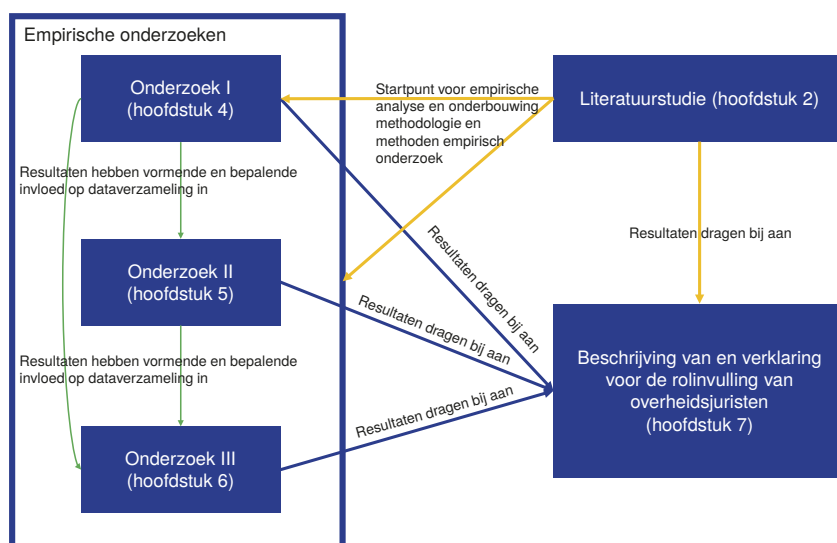 Empirische onderzoeken
Onderzoek I
(hoofdstuk 4)
Startpunt voor empirische
analyse en onderbouwing
methodologie en
methoden empirisch
onderzoek
Literatuurstudie (hoofdstuk 2)
Resultaten hebben vormende en bepalende
invloed op dataverzameling in
Resultaten dragen bij aan
Resultaten dragen bij aan
Onderzoek II
(hoofdstuk 5)
Resultaten dragen bij aan
Resultaten hebben vormende en bepalende
invloed op dataverzameling in
Resultaten dragen bij aan
Beschrijving van en verklaring
voor de rolinvulling van
overheidsjuristen
(hoofdstuk 7)
Onderzoek III
(hoofdstuk 6)